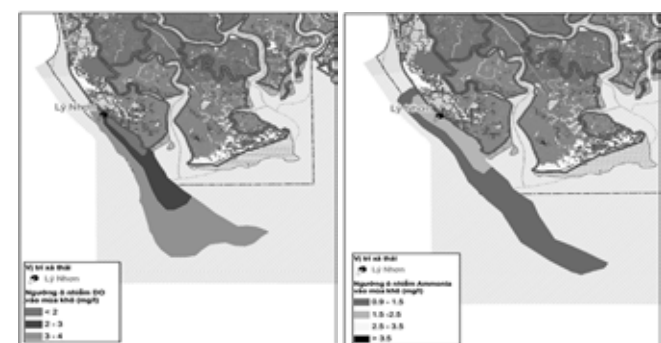 Lý Nhơn
Vị trí xả thải
Lý Nhơn
Ngưỡng ô nhiễm DO
vào mùa khô (mg/l)
< 2
2 - 3
3 - 4
Lý Nhơn
Vị trí xả thải
Lý Nhơn
Ngưỡng ô nhiễm Ammonia
vào mùa khô (mg/l)
0.9 - 1.5
1.5 -2.5
2.5 - 3.5
> 3.5